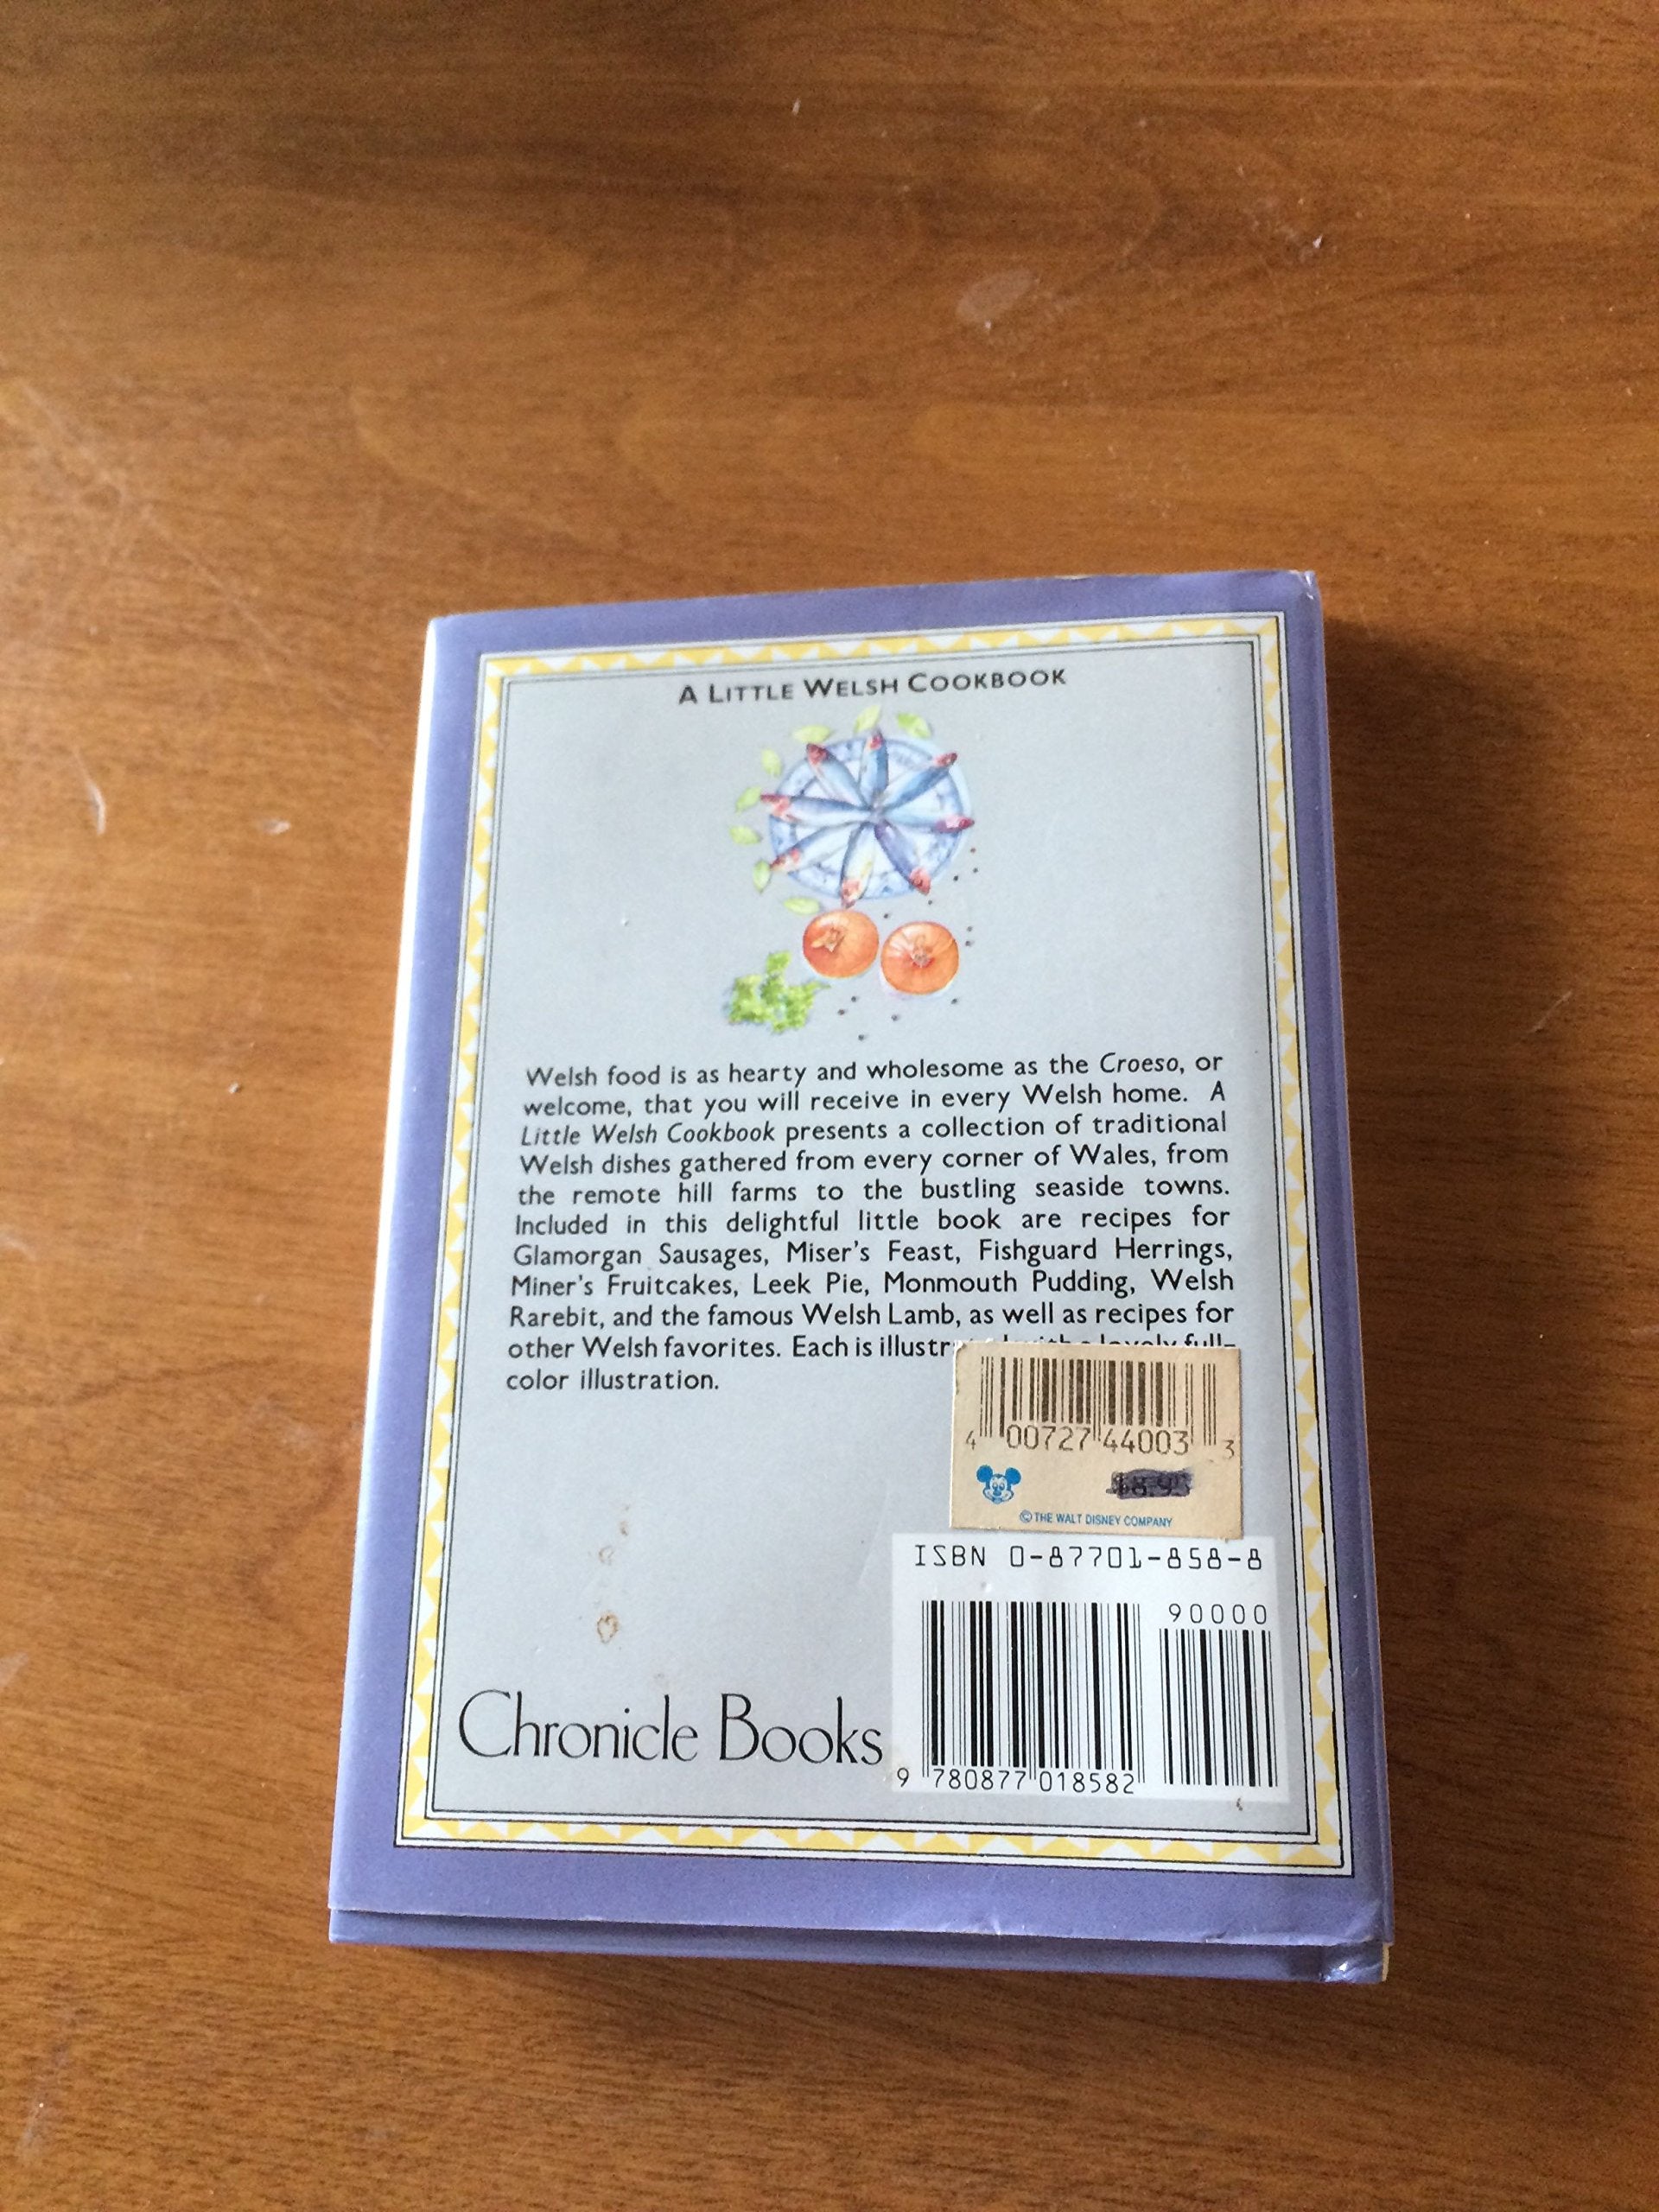 A LITTLE WELSH COOKBOOK
Welsh food is as hearty and wholesome as the Croeso, or
welcome, that you will receive in every Welsh home. A
Little Welsh Cookbook presents a collection of traditional
Welsh dishes gathered from every corner of Wales, from
the remote hill farms to the bustling seaside towns.
Included in this delightful little book are recipes for
Glamorgan Sausages, Miser's Feast, Fishguard Herrings,
Miner's Fruitcakes, Leek Pie, Monmouth Pudding, Welsh
Rarebit, and the famous Welsh Lamb, as well as recipes for
other Welsh favorites. Each is with a lovely full-
color illustration.
4 00727 44003 3
© THE WALT DISNEY COMPANY
ISBN 0-87701-858-8
90000
9 780877 018582
Chronicle Books